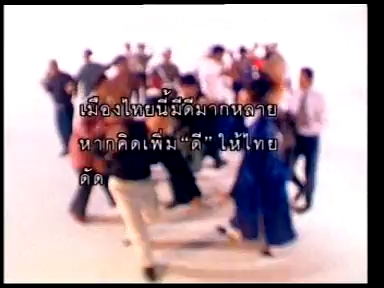 เมืองไทยนี้มีดีมากหลาย
หากคิดเพิ่ม“ดี”ให้ไทย
ดัด